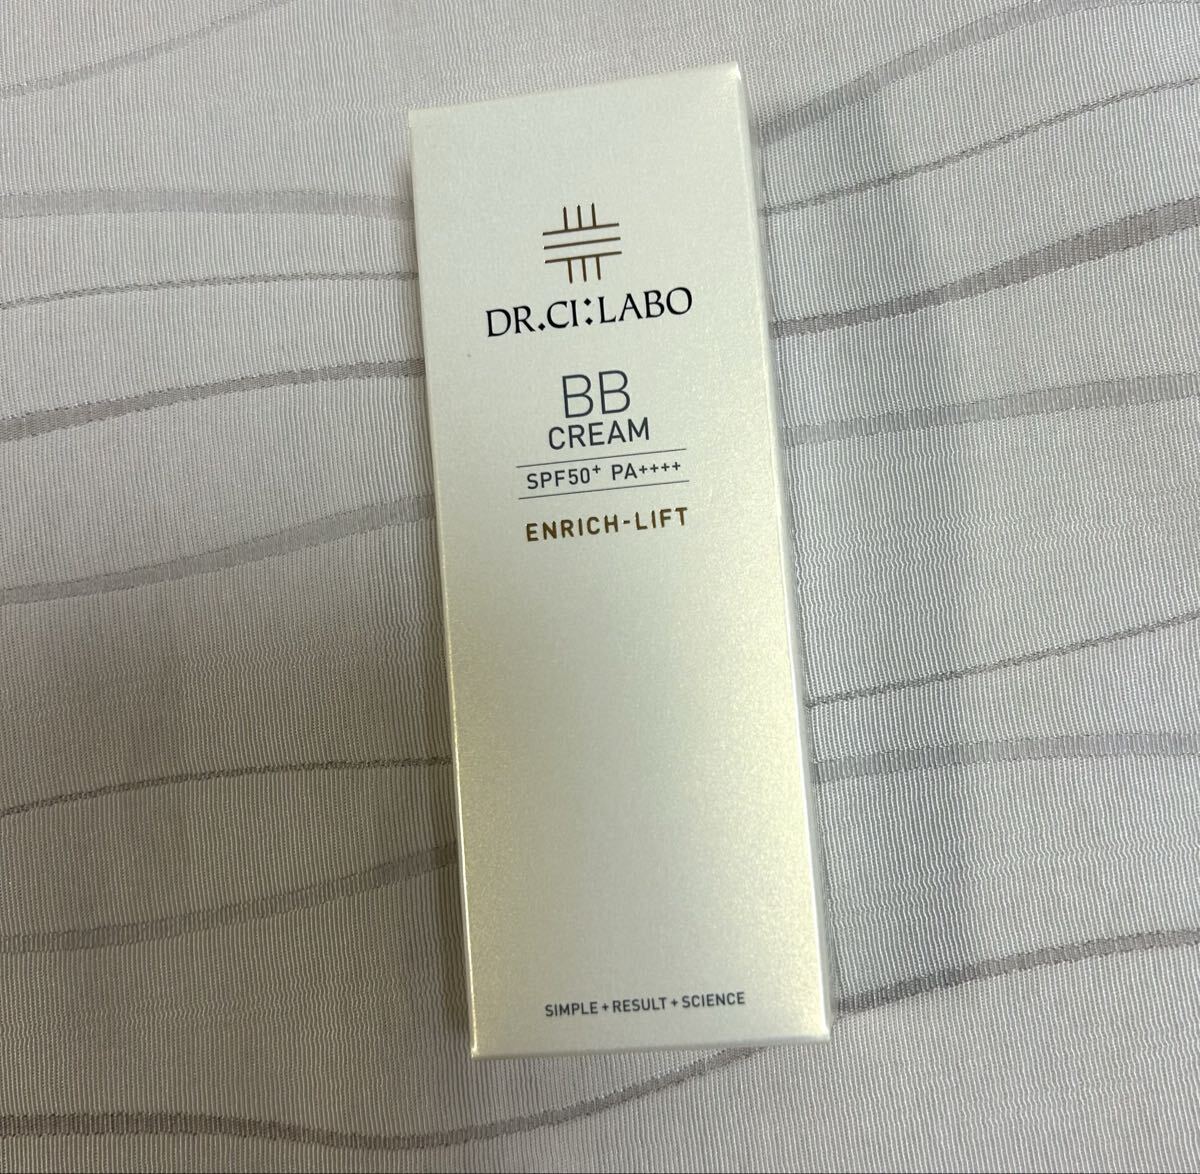 DR.CI:LABO
BB
CREAM
SPF50+ PA++++
ENRICH-LIFT
SIMPLE+RESULT+SCIENCE